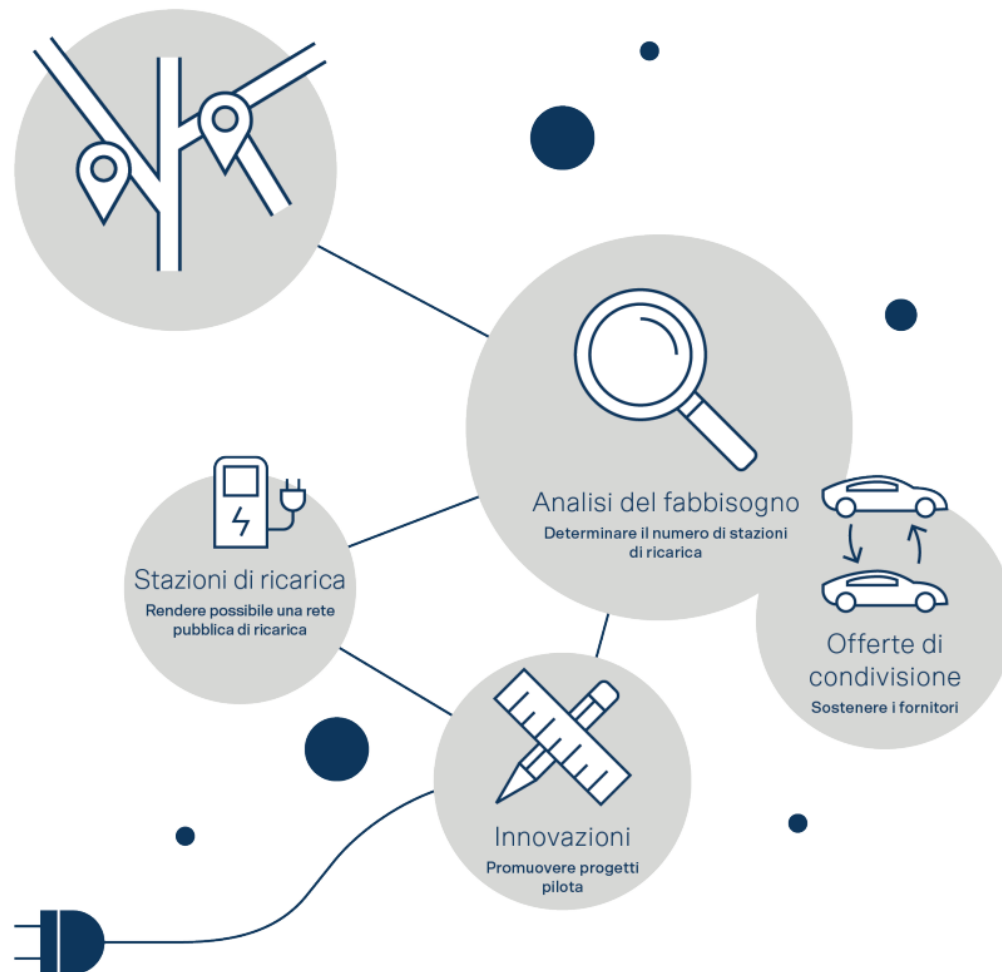 Analisi del fabbisogno
Determinare il numero di stazioni
di ricarica
Stazioni di ricarica
Rendere possibile una rete
pubblica di ricarica
Offerte di
condivisione
Sostenere i fornitori
Innovazioni
Promuovere progetti
pilota